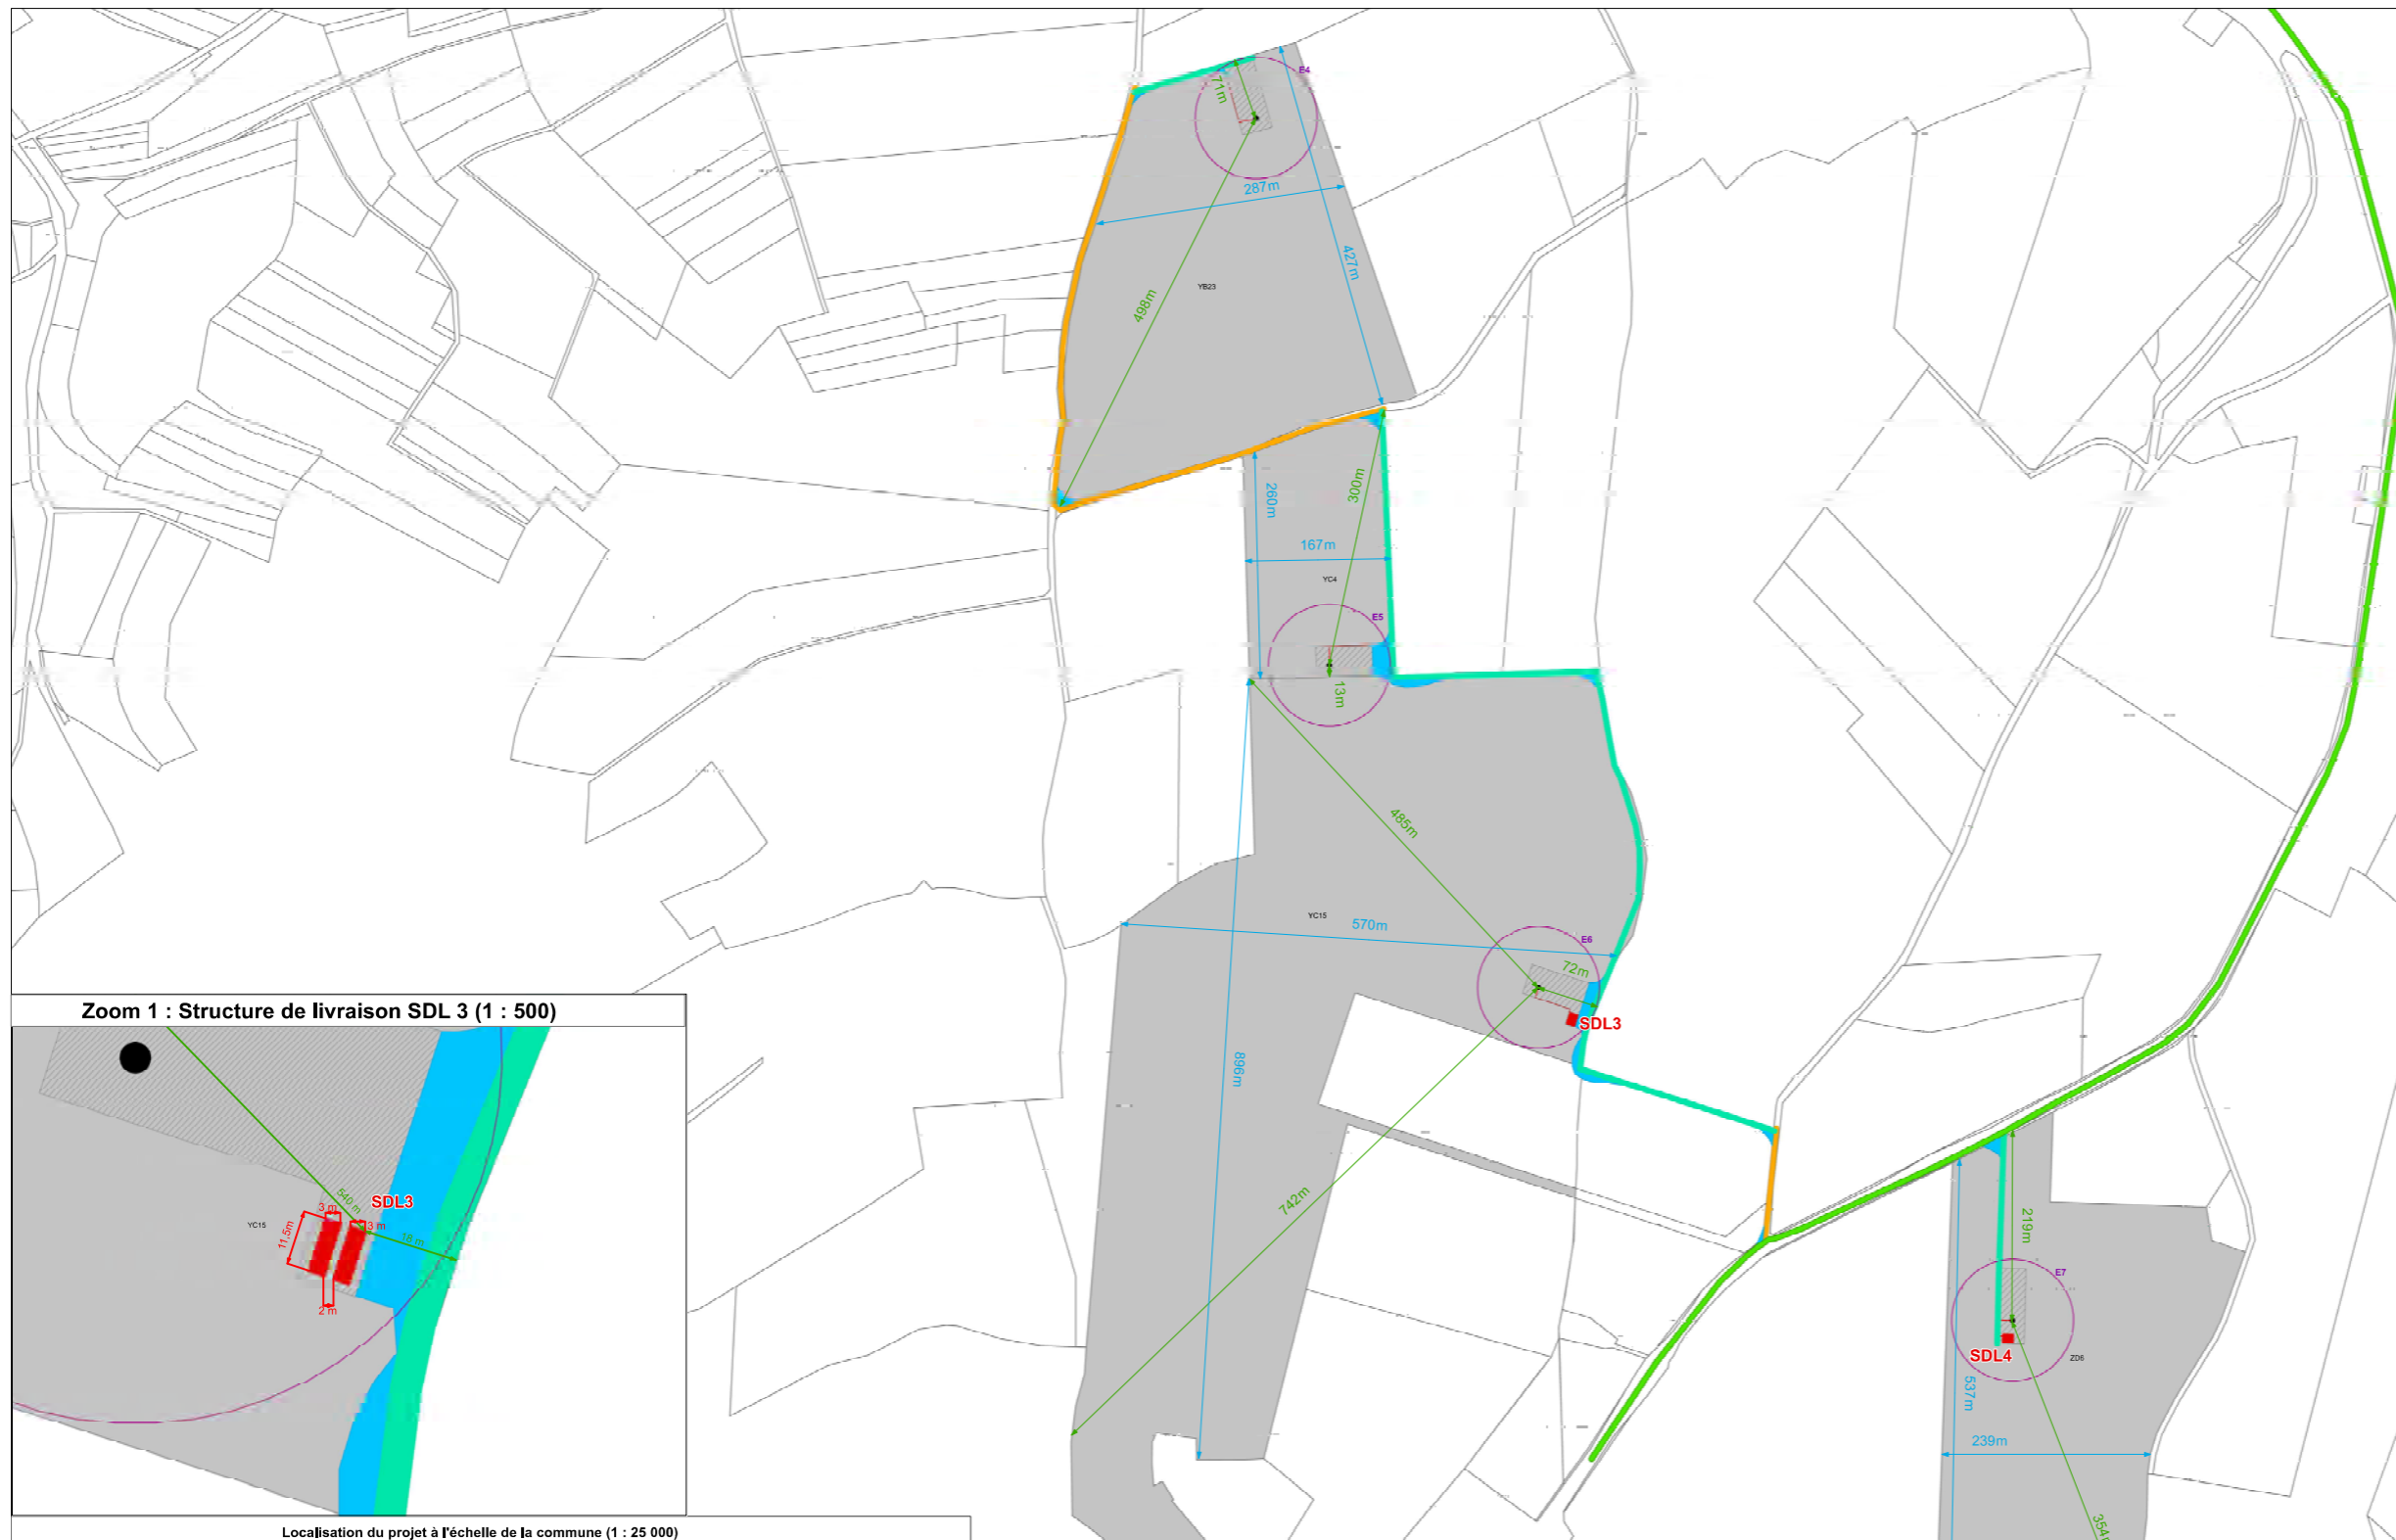 E4
71m
287m
427m
YB23
498m
260m
300m
167m
YC4
E5
13m
485m
YC15
570m
E6
72m
SDL3
896m
742m
219m
E7
SDL4
ZD6
537m
239m
354m
Zoom 1 : Structure de livraison SDL 3 (1 : 500)
540 m
SDL3
3 m
3 m
YC15
11,5m
18 m
2 m
Localisation du projet à l'échelle de la commune (1 : 25 000)